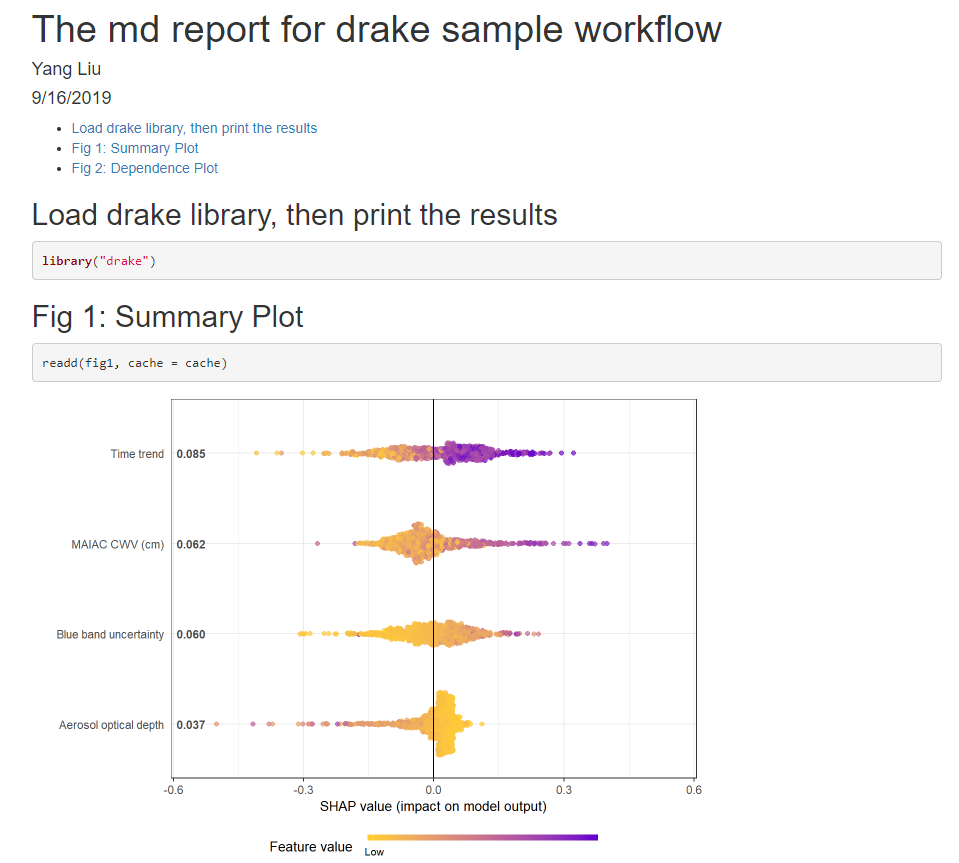 The md report for drake sample workflow
Yang Liu
9/16/2019
Load drake library, then print the results
Fig 1: Summary Plot
Fig 2: Dependence Plot
Load drake library, then print the results
library("drake")
Fig 1: Summary Plot
readd(fig1, cache = cache)
Time trend 0.085
MAIAC CWV (cm) 0.062
Blue band uncertainty 0.060
Aerosol optical depth 0.037
-0.6 -0.3 0.0 0.3 0.6
SHAP value (impact on model output)
Feature value
Low